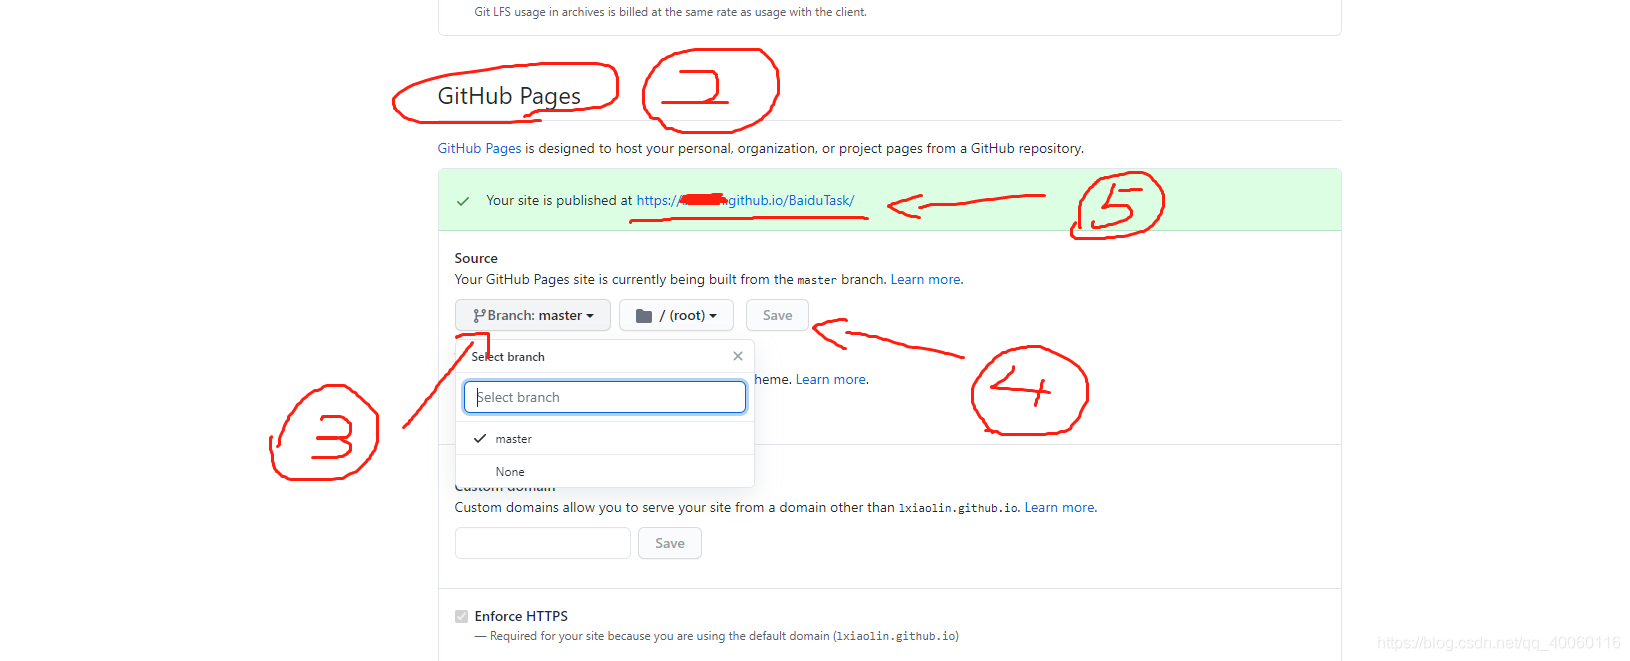 Git LFS usage in archives is billed at the same rate as usage with the client.
GitHub Pages
2
GitHub Pages is designed to host your personal, organization, or project pages from a GitHub repository.
Your site is published at https:// github.io/BaiduTask/
5
Source
Your GitHub Pages site is currently being built from the master branch. Learn more.
Branch: master
/ (root)
Save
Select branch
heme. Learn more.
4
Select branch
3
master
None
Custom domain
Custom domains allow you to serve your site from a domain other than lxiaolin.github.io. Learn more.
Save
Enforce HTTPS
— Required for your site because you are using the default domain (lxiaolin.github.io)
https://blog.csdn.net/qq_40060116